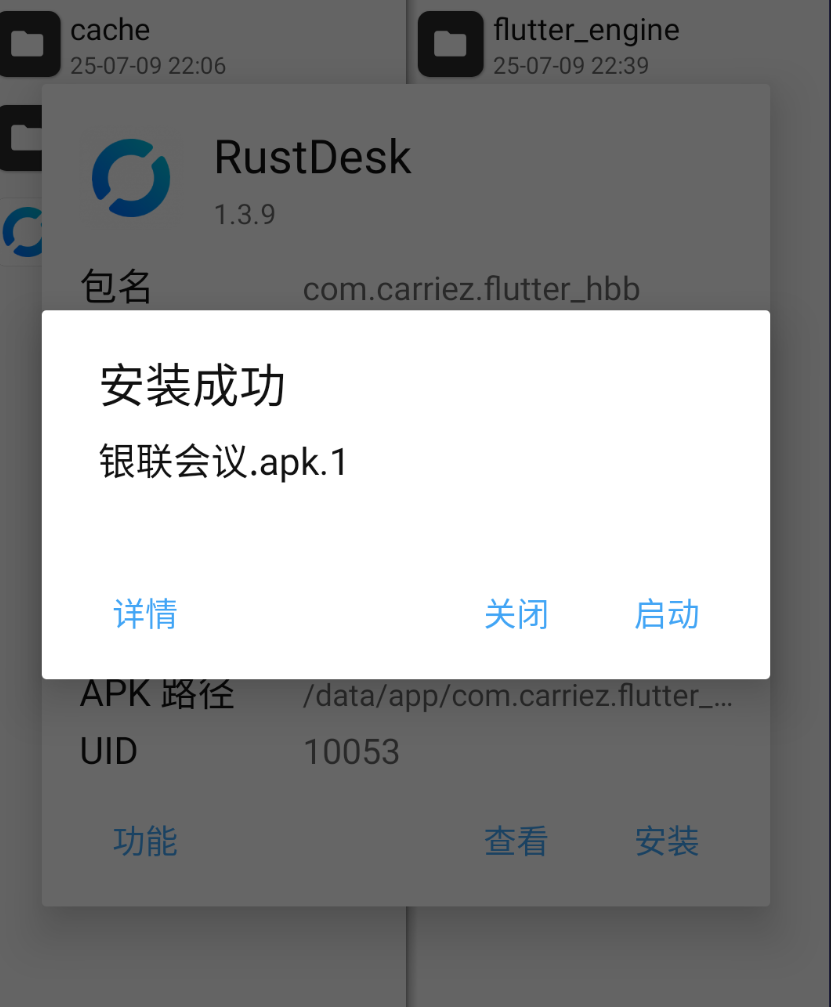 cache
25-07-09 22:06
flutter_engine
25-07-09 22:39
RustDesk
1.3.9
包名
com.carriez.flutter_hbb
安装成功
银联会议.apk.1
详情
关闭
启动
APK 路径
/data/app/com.carriez.flutter_...
UID
10053
功能
查看
安装